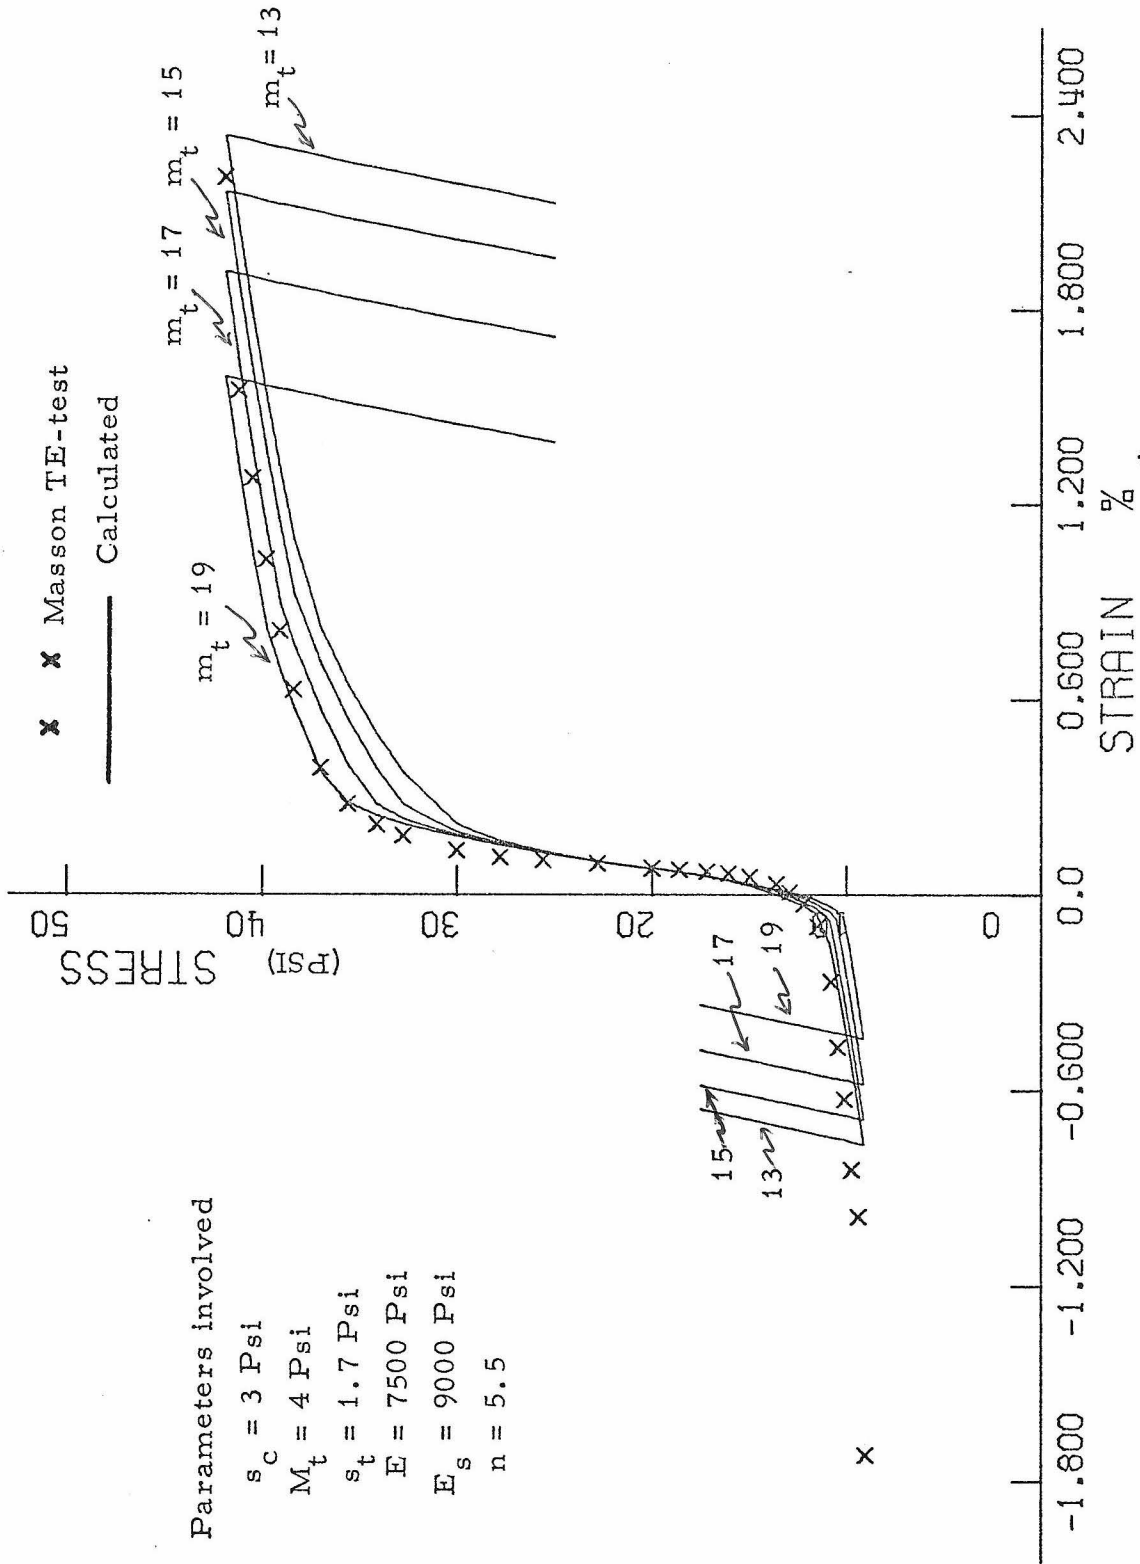 x x Masson TE-test
Calculated
Parameters involved
s_c = 3 Psi
M_t = 4 Psi
s_t = 1.7 Psi
E = 7500 Psi
E_s = 9000 Psi
n = 5.5
STRESS
(PSI)
50
40
30
20
0
m_t = 19
m_t = 17
m_t = 15
m_t = 13
15
13
17
19
-1.800
-1.200
-0.600
0.0
0.600
1.200
1.800
2.400
STRAIN %